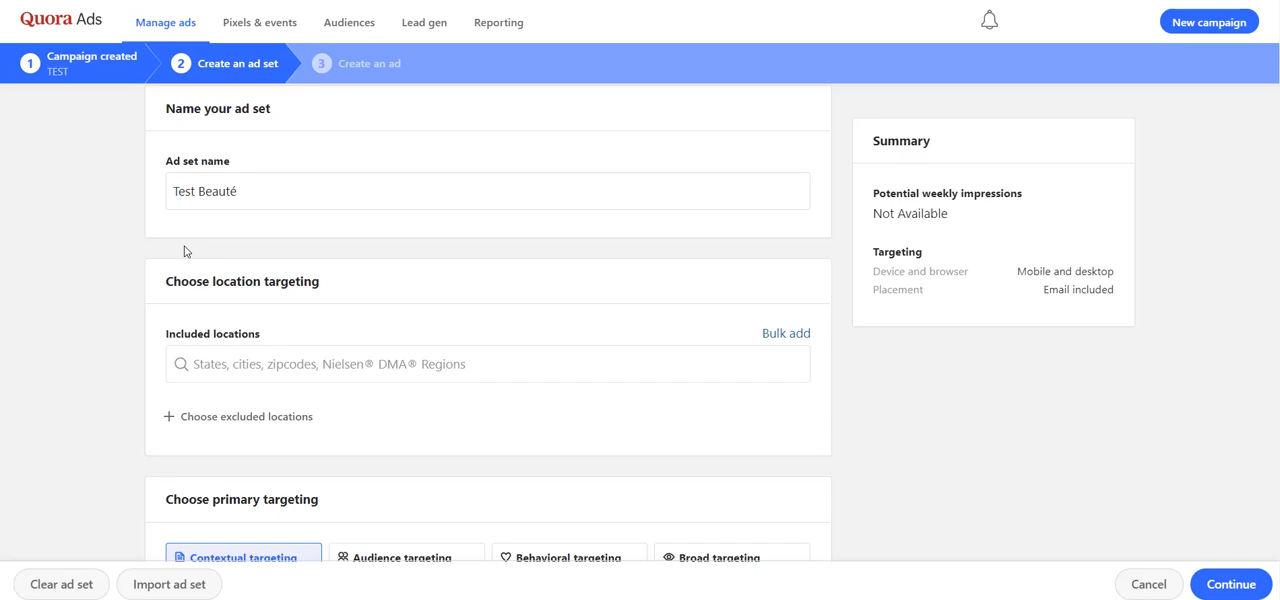 Quora Ads
Manage ads
Pixels & events
Audiences
Lead gen
Reporting
New campaign
1
Campaign created
TEST
2
Create an ad set
3
Create an ad
Name your ad set
Ad set name
Test Beauté
Choose location targeting
Included locations
Bulk add
States, cities, zipcodes, Nielsen® DMA® Regions
+ Choose excluded locations
Choose primary targeting
Contextual targeting
Audience targeting
Behavioral targeting
Broad targeting
Summary
Potential weekly impressions
Not Available
Targeting
Device and browser Mobile and desktop
Placement Email included
Clear ad set
Import ad set
Cancel
Continue